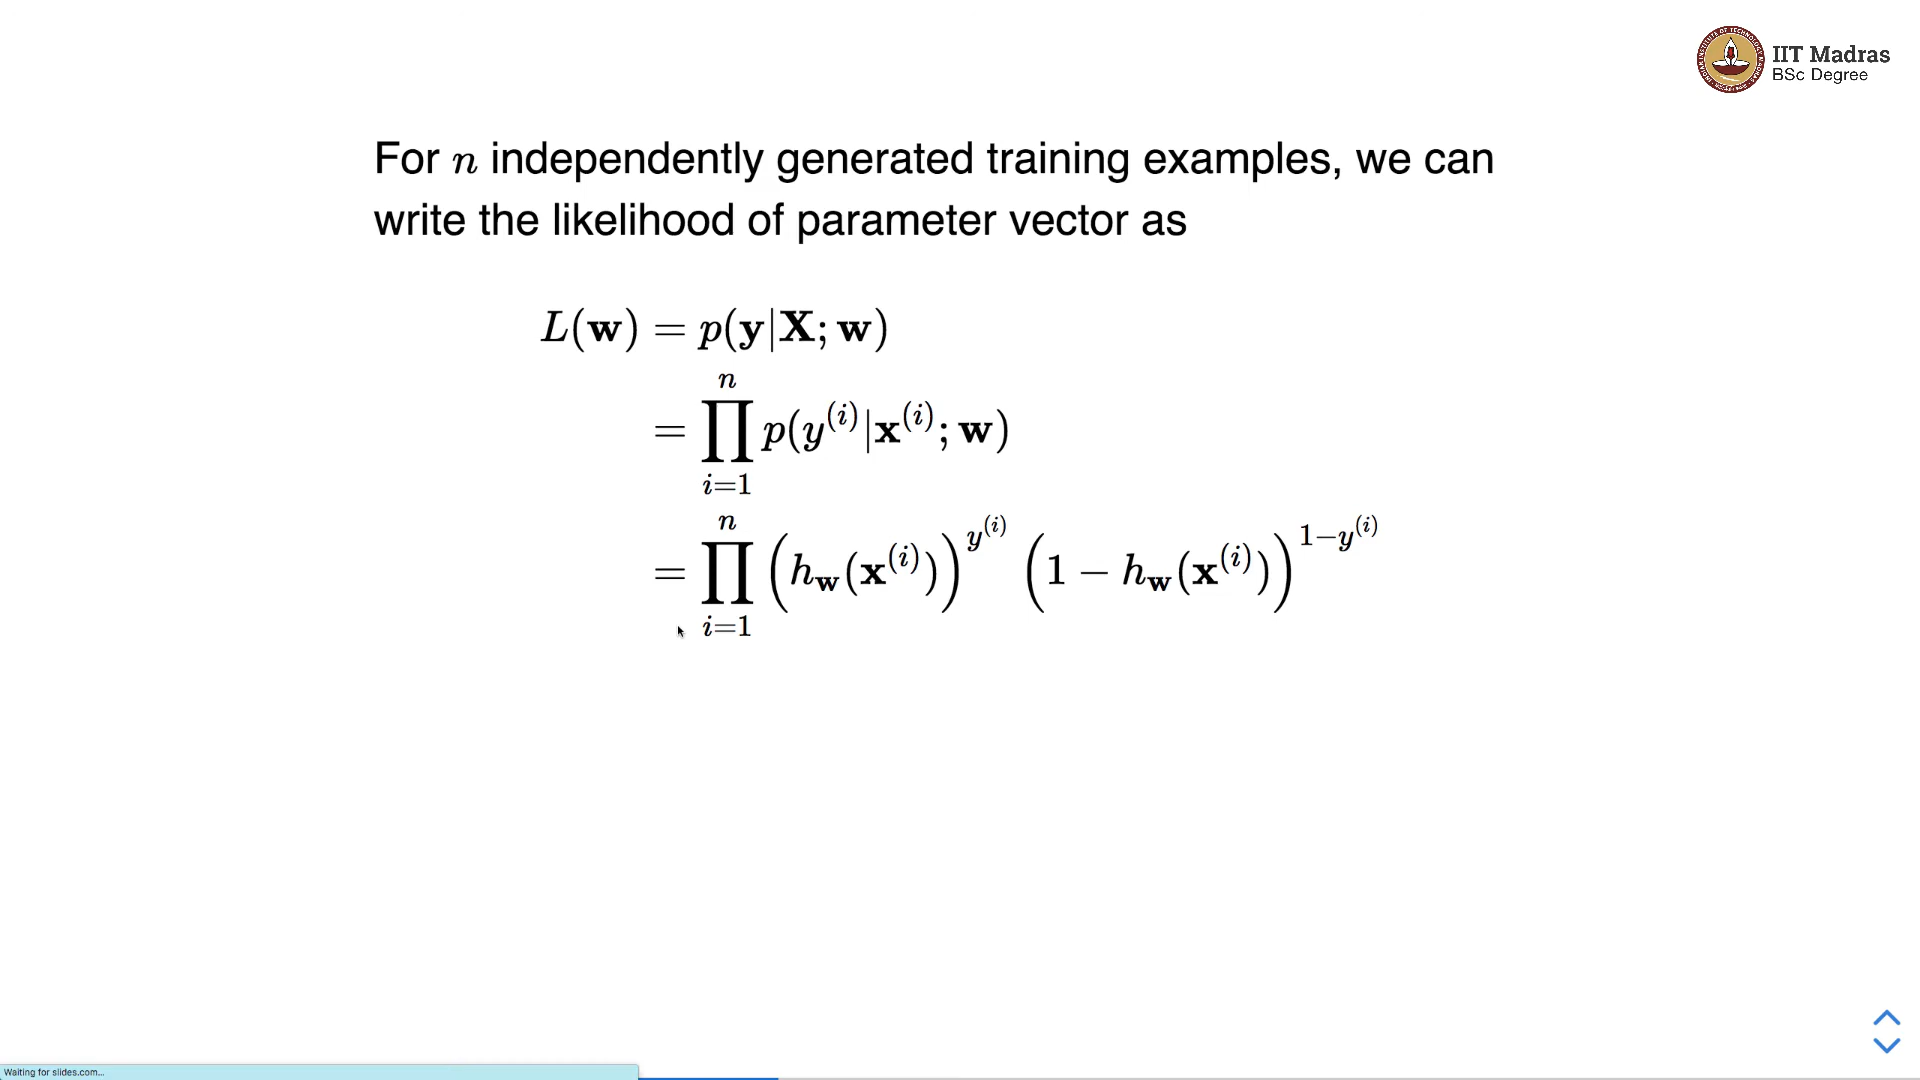 IIT Madras
BSc Degree
For n independently generated training examples, we can
write the likelihood of parameter vector as
L(𝐰) = p(𝐲|𝐗; 𝐰)
= ∏_{i=1}^{n} p(y^{(i)}|𝐱^{(i)}; 𝐰)
= ∏_{i=1}^{n} (h_𝐰(𝐱^{(i)}))^{y^{(i)}} (1 − h_𝐰(𝐱^{(i)}))^{1−y^{(i)}}
Waiting for slides.com...